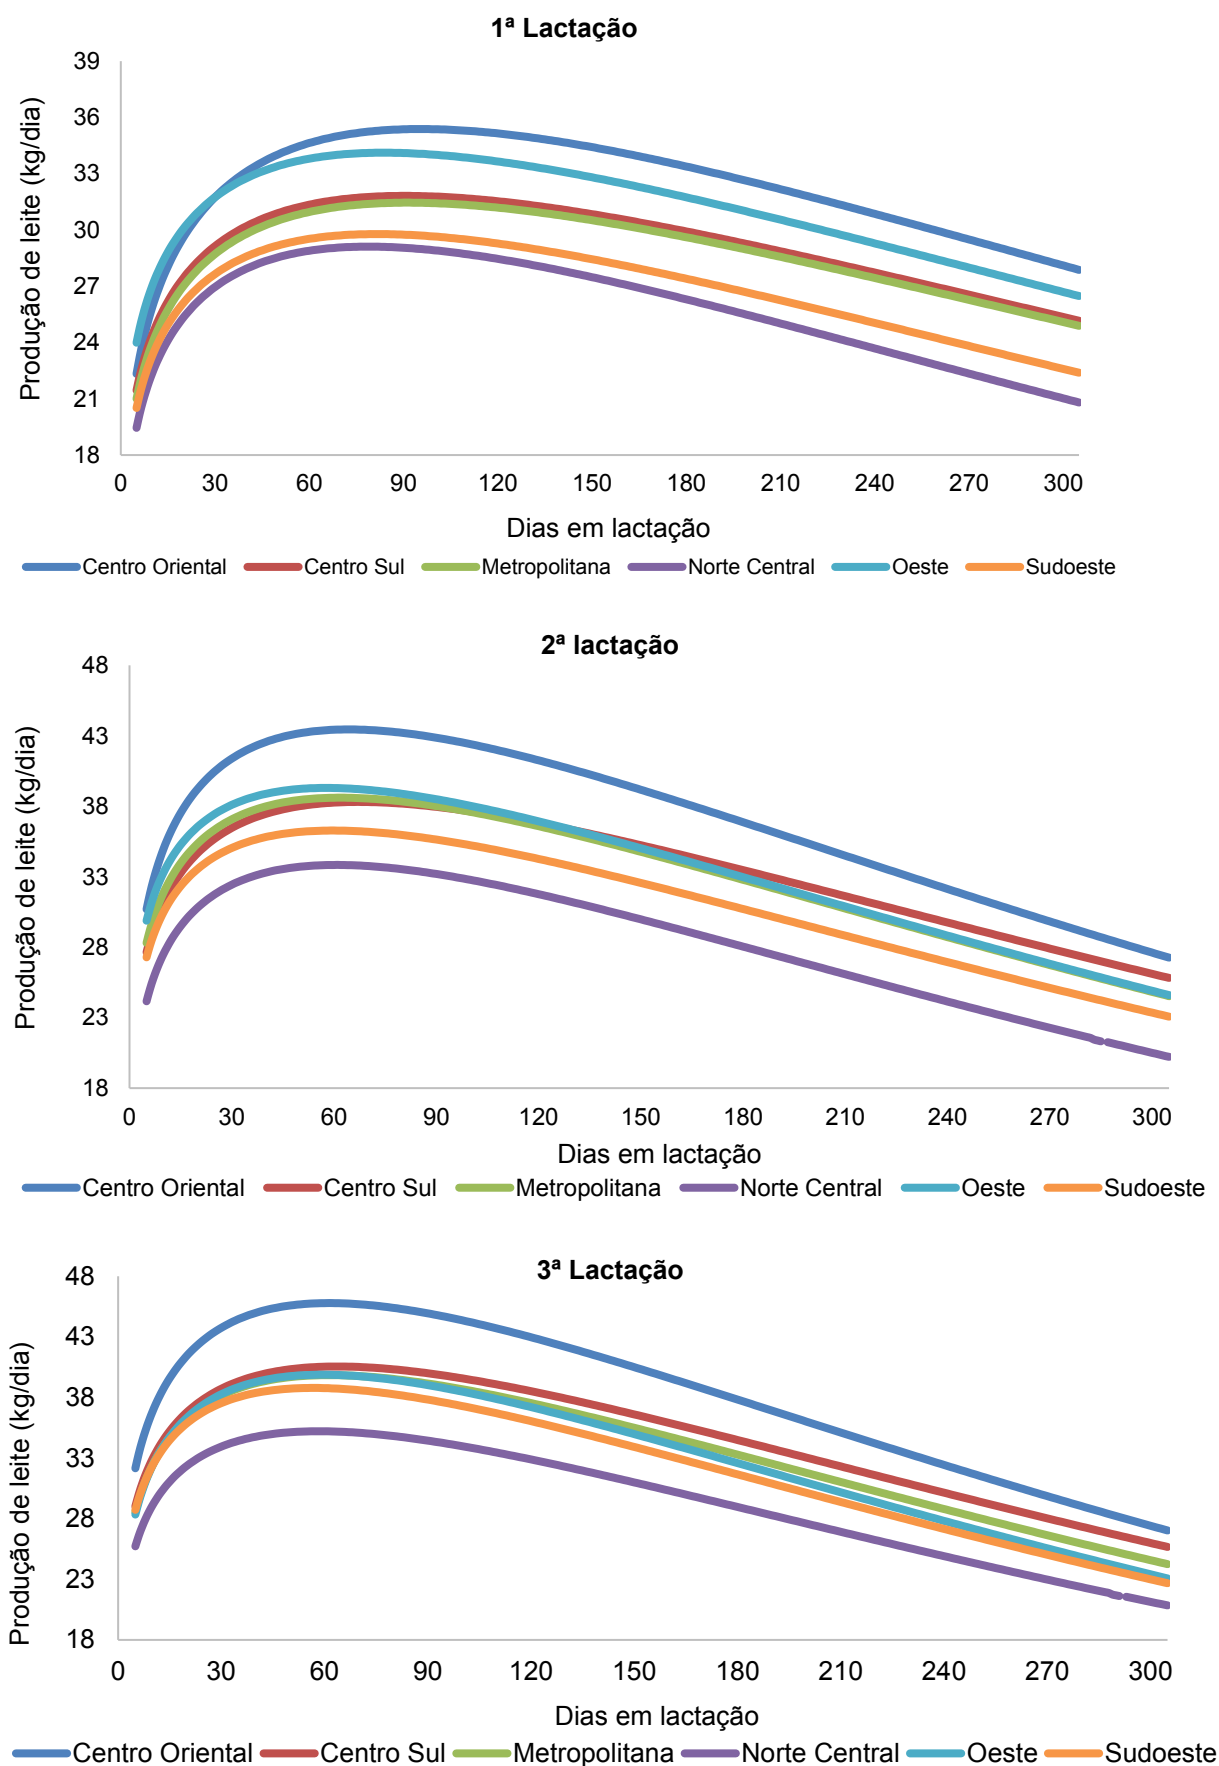 1ª Lactação
Produção de leite (kg/dia)
39
36
33
30
27
24
21
18
0 30 60 90 120 150 180 210 240 270 300
Dias em lactação
Centro Oriental Centro Sul Metropolitana Norte Central Oeste Sudoeste
2ª lactação
Produção de leite (kg/dia)
48
43
38
33
28
23
18
0 30 60 90 120 150 180 210 240 270 300
Dias em lactação
Centro Oriental Centro Sul Metropolitana Norte Central Oeste Sudoeste
3ª Lactação
Produção de leite (kg/dia)
48
43
38
33
28
23
18
0 30 60 90 120 150 180 210 240 270 300
Dias em lactação
Centro Oriental Centro Sul Metropolitana Norte Central Oeste Sudoeste